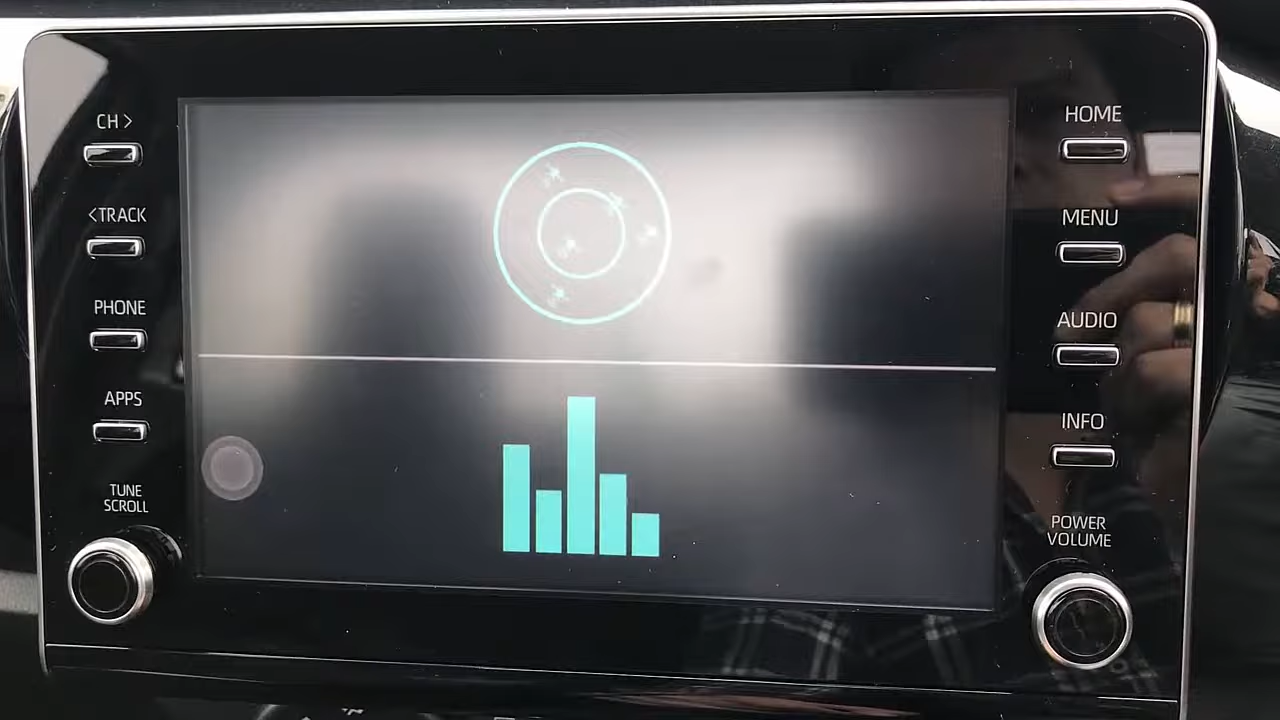 CH >
<TRACK
PHONE
APPS
TUNE
SCROLL
HOME
MENU
AUDIO
INFO
POWER
VOLUME